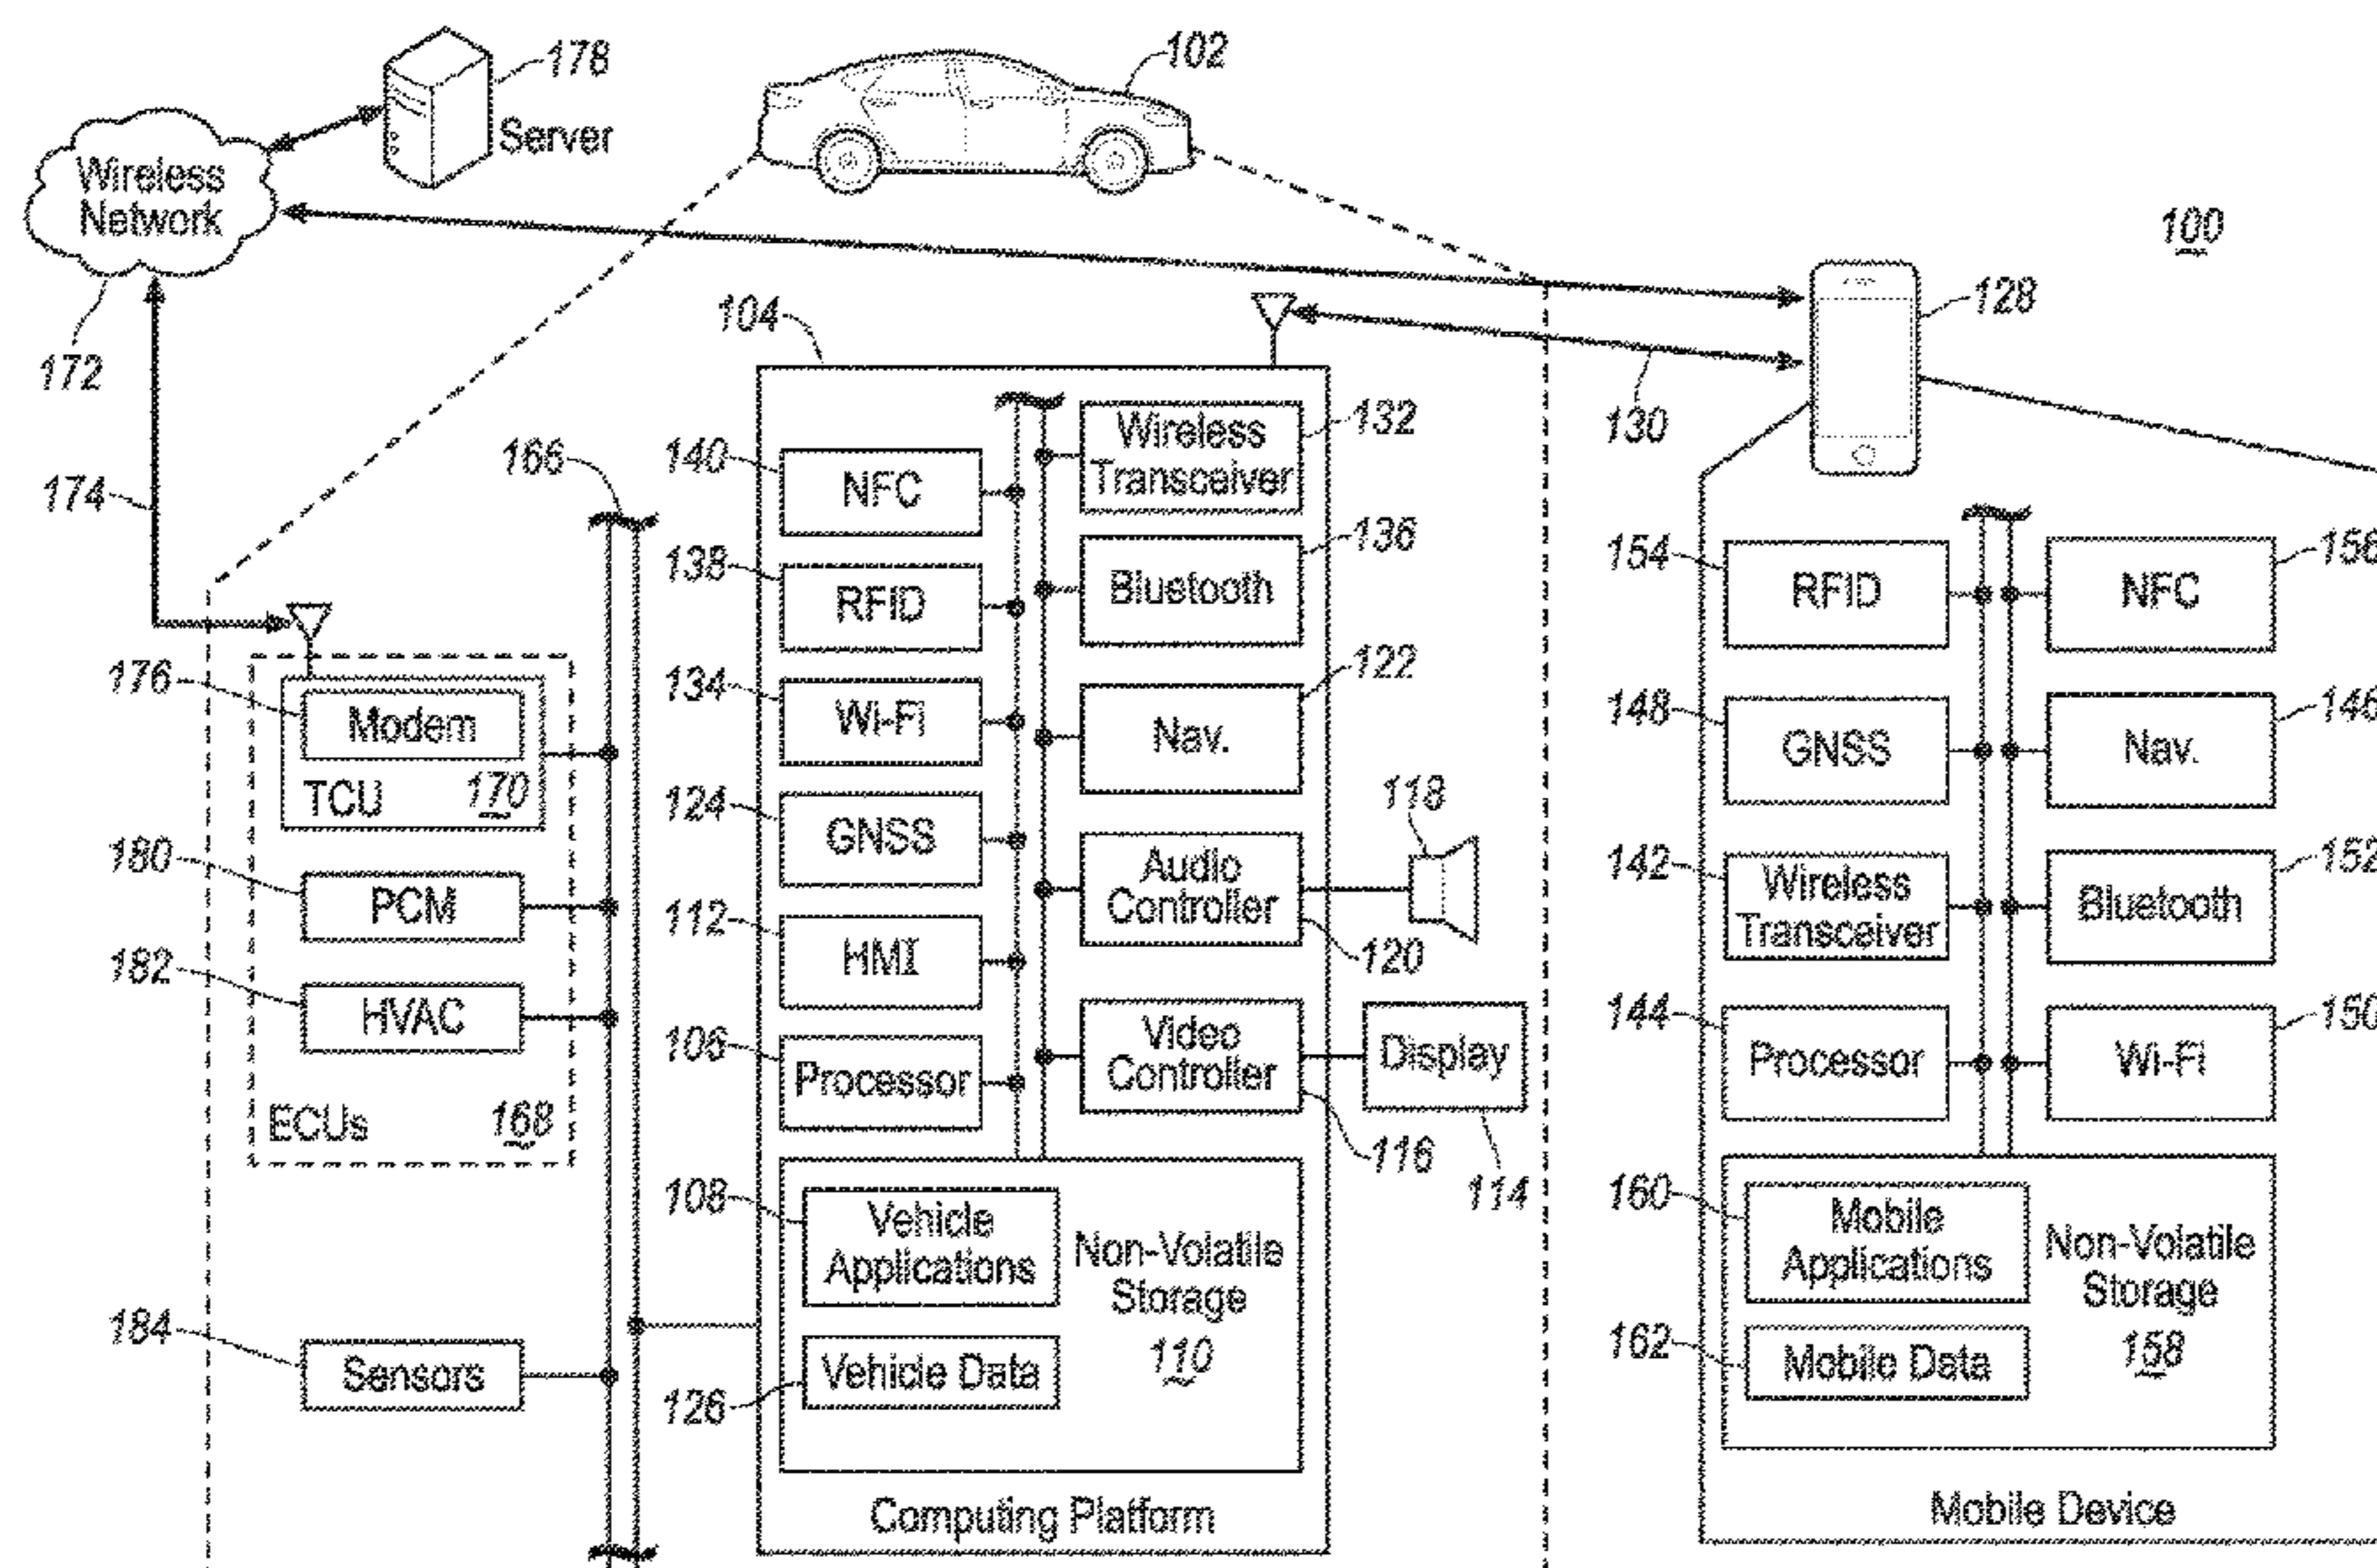 178
Server
102
Wireless
Network
100
128
104
172
130
132
Wireless
Transceiver
140
NFC
166
174
136
Bluetooth
138
RFID
154
RFID
156
NFC
176
Modem
TCU
170
134
Wi-Fi
122
Nav.
148
GNSS
146
Nav.
124
GNSS
118
180
PCM
Audio
Controller
120
142
Wireless
Transceiver
152
Bluetooth
112
HMI
182
HVAC
106
Processor
Video
Controller
116
Display
114
144
Processor
150
Wi-Fi
ECUs
168
108
Vehicle
Applications
Non-Volatile
Storage
110
160
Mobile
Applications
Non-Volatile
Storage
158
184
Sensors
126
Vehicle Data
162
Mobile Data
Computing Platform
Mobile Device